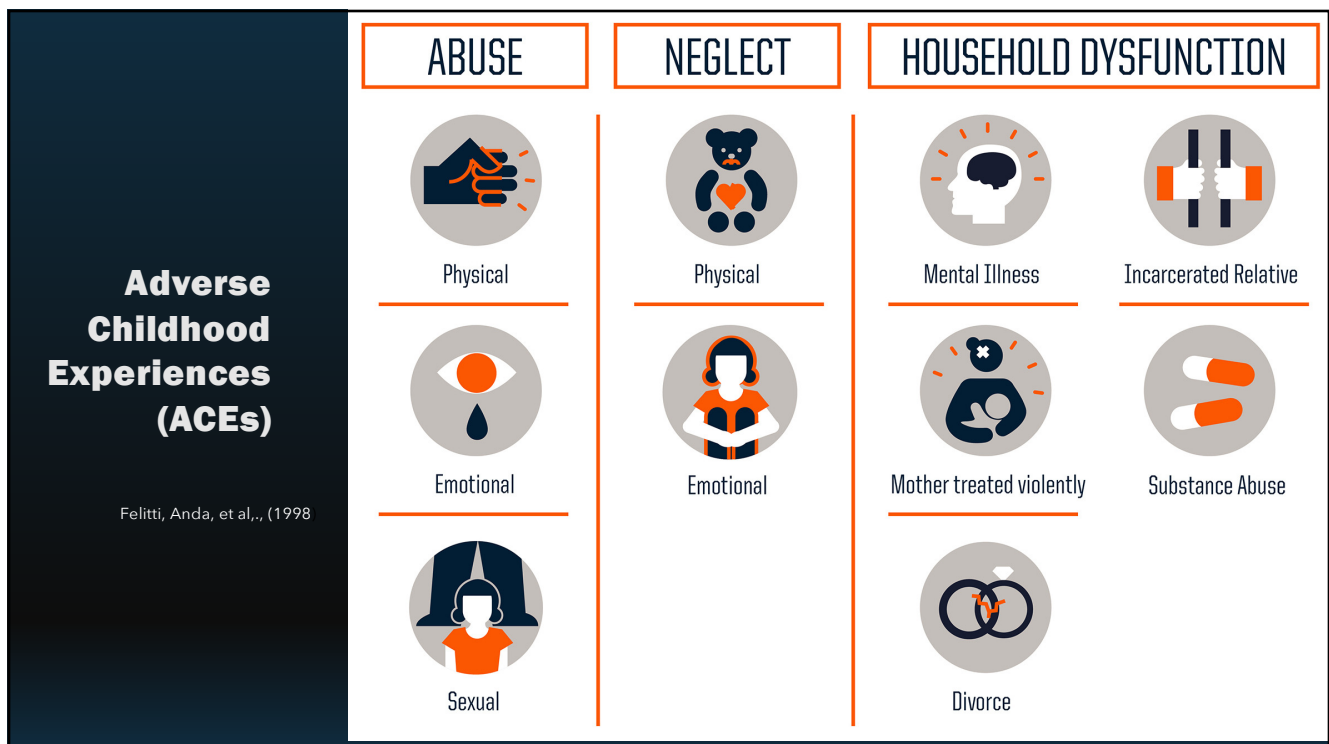 Adverse
Childhood
Experiences
(ACEs)
Felitti, Anda, et al,., (1998)
ABUSE
Physical
Emotional
Sexual
NEGLECT
Physical
Emotional
HOUSEHOLD DYSFUNCTION
Mental Illness
Incarcerated Relative
Mother treated violently
Substance Abuse
Divorce